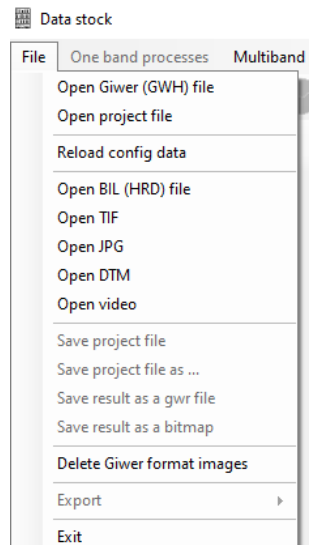 Data stock
File One band processes Multiband
Open Giwer (GWH) file
Open project file
Reload config data
Open BIL (HRD) file
Open TIF
Open JPG
Open DTM
Open video
Save project file
Save project file as ...
Save result as a gwr file
Save result as a bitmap
Delete Giwer format images
Export
Exit